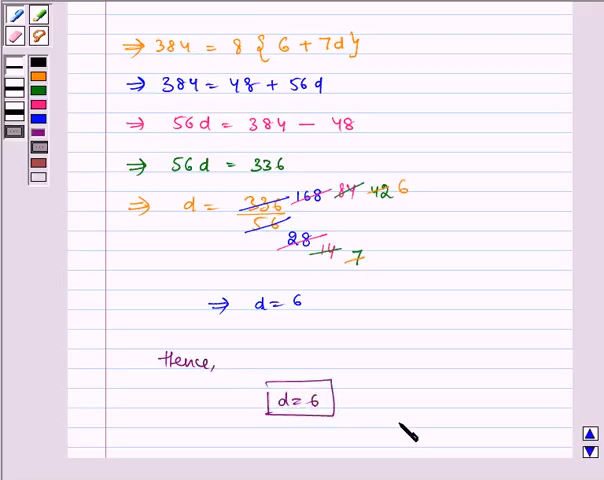 ⇒ 384 = 8 { 6 + 7d }
⇒ 384 = 48 + 56d
⇒ 56d = 384 - 48
⇒ 56d = 336
⇒ d = 336/56 168 84 42 6
28 14 7
⇒ d = 6
Hence,
d = 6